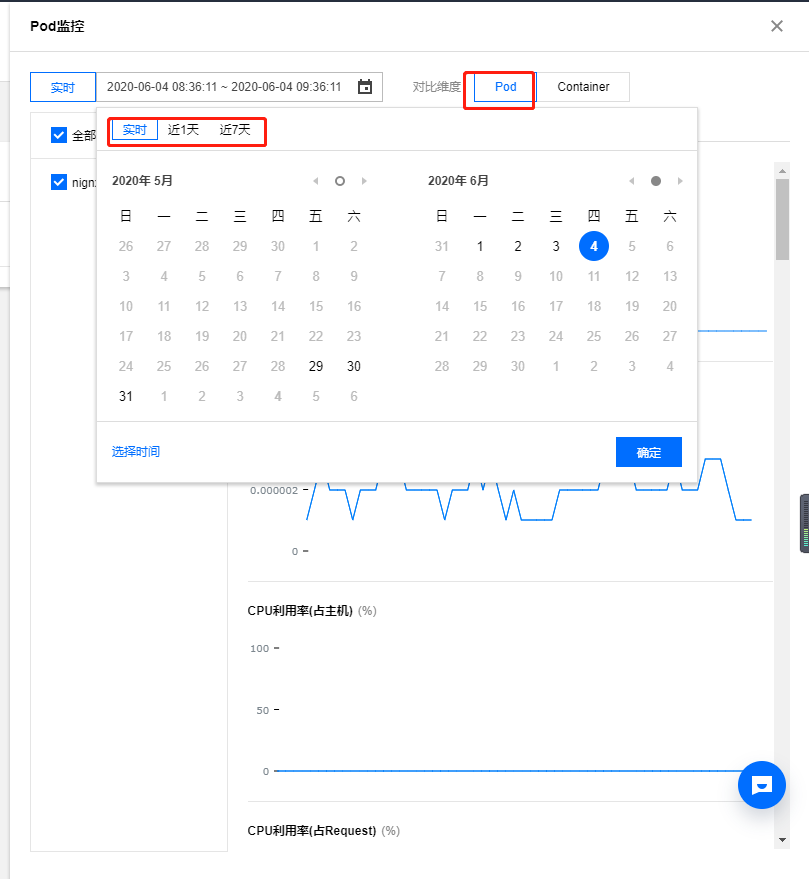 Pod监控
实时 2020-06-04 08:36:11 ~ 2020-06-04 09:36:11 对比维度 Pod Container
全部
实时 近1天 近7天
nign
2020年 5月 2020年 6月
日 一 二 三 四 五 六 日 一 二 三 四 五 六
26 27 28 29 30 1 2 31 1 2 3 4 5 6
3 4 5 6 7 8 9 7 8 9 10 11 12 13
10 11 12 13 14 15 16 14 15 16 17 18 19 20
17 18 19 20 21 22 23 21 22 23 24 25 26 27
24 25 26 27 28 29 30 28 29 30 1 2 3 4
31 1 2 3 4 5 6
选择时间 确定
0.000002
0
CPU利用率(占主机) (%)
100
50
0
CPU利用率(占Request) (%)